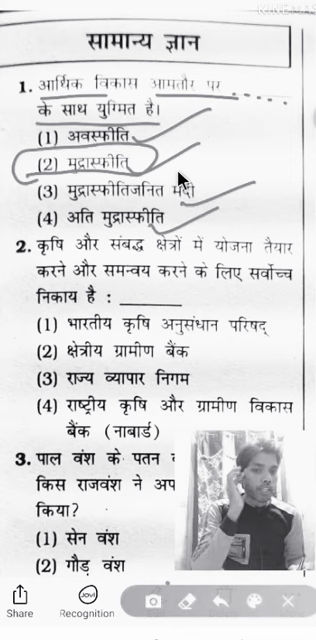 KINEMAS
सामान्य ज्ञान
1. आर्थिक विकास आमतौर पर
के साथ युग्मित है।
(1) अवस्फीति
(2) मुद्रास्फीति
(3) मुद्रास्फीतिजनित मंदी
(4) अति मुद्रास्फीति
2. कृषि और संबद्ध क्षेत्रों में योजना तैयार
करने और समन्वय करने के लिए सर्वोच्च
निकाय है :
(1) भारतीय कृषि अनुसंधान परिषद्
(2) क्षेत्रीय ग्रामीण बैंक
(3) राज्य व्यापार निगम
(4) राष्ट्रीय कृषि और ग्रामीण विकास
बैंक (नाबार्ड)
3. पाल वंश के पतन
किस राजवंश ने अप
किया?
(1) सेन वंश
(2) गौड़ वंश
Jovi
Share
Recognition